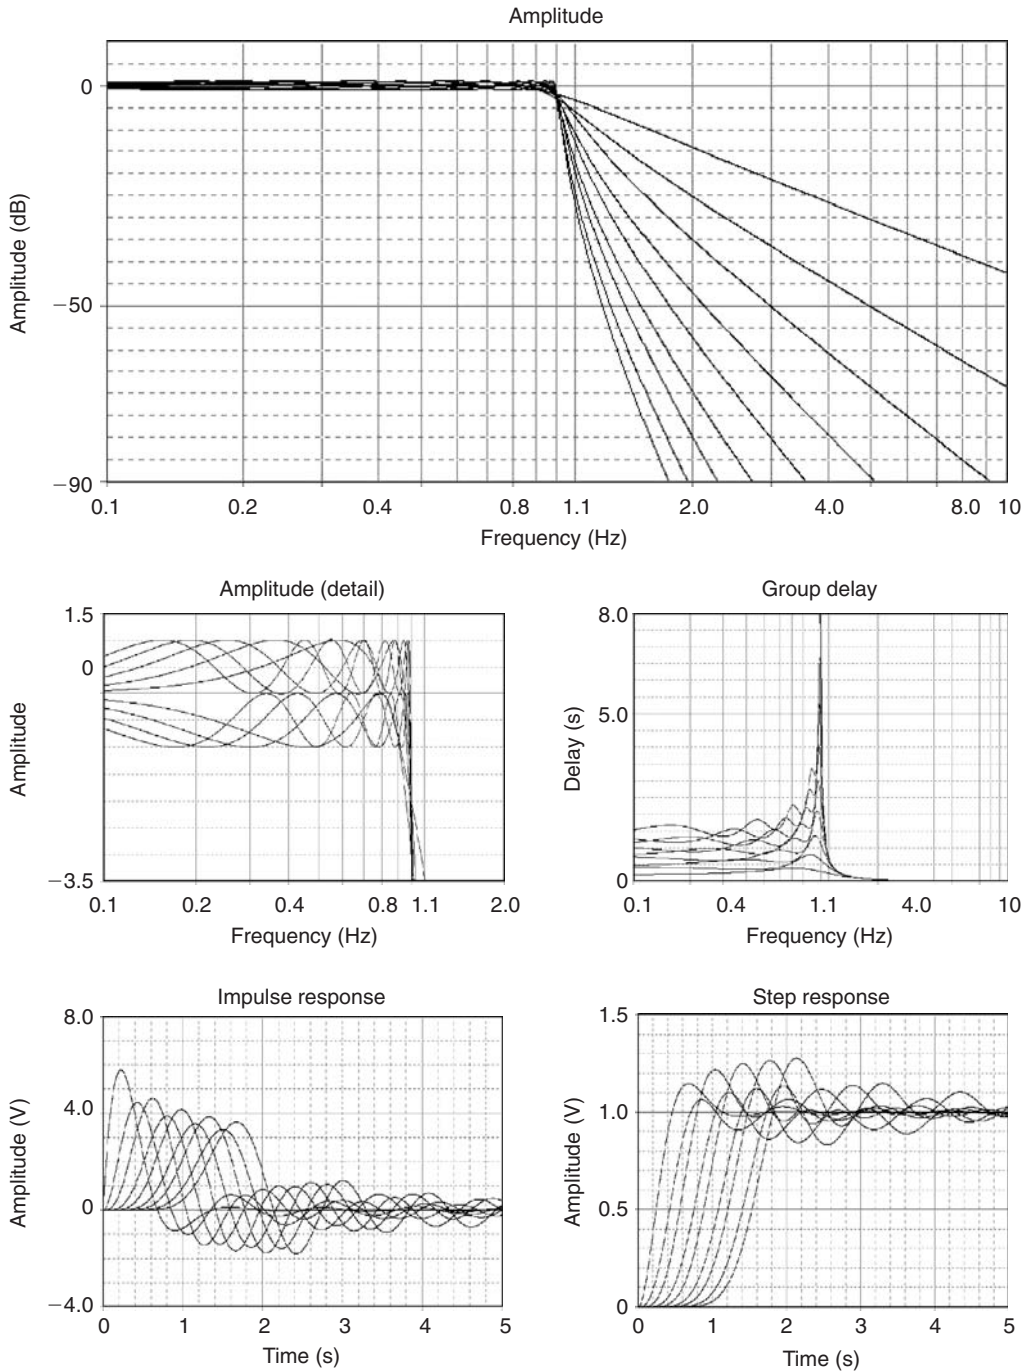 Amplitude
0
−50
−90
Amplitude (dB)
0.1 0.2 0.4 0.8 1.1 2.0 4.0 8.0 10
Frequency (Hz)
Amplitude (detail)
1.5
0
−3.5
Amplitude
0.1 0.2 0.4 0.8 1.1 2.0
Frequency (Hz)
Group delay
8.0
5.0
0
Delay (s)
0.1 0.4 1.1 4.0 10
Frequency (Hz)
Impulse response
8.0
4.0
0
−4.0
Amplitude (V)
0 1 2 3 4 5
Time (s)
Step response
1.5
1.0
0.5
0
Amplitude (V)
0 1 2 3 4 5
Time (s)